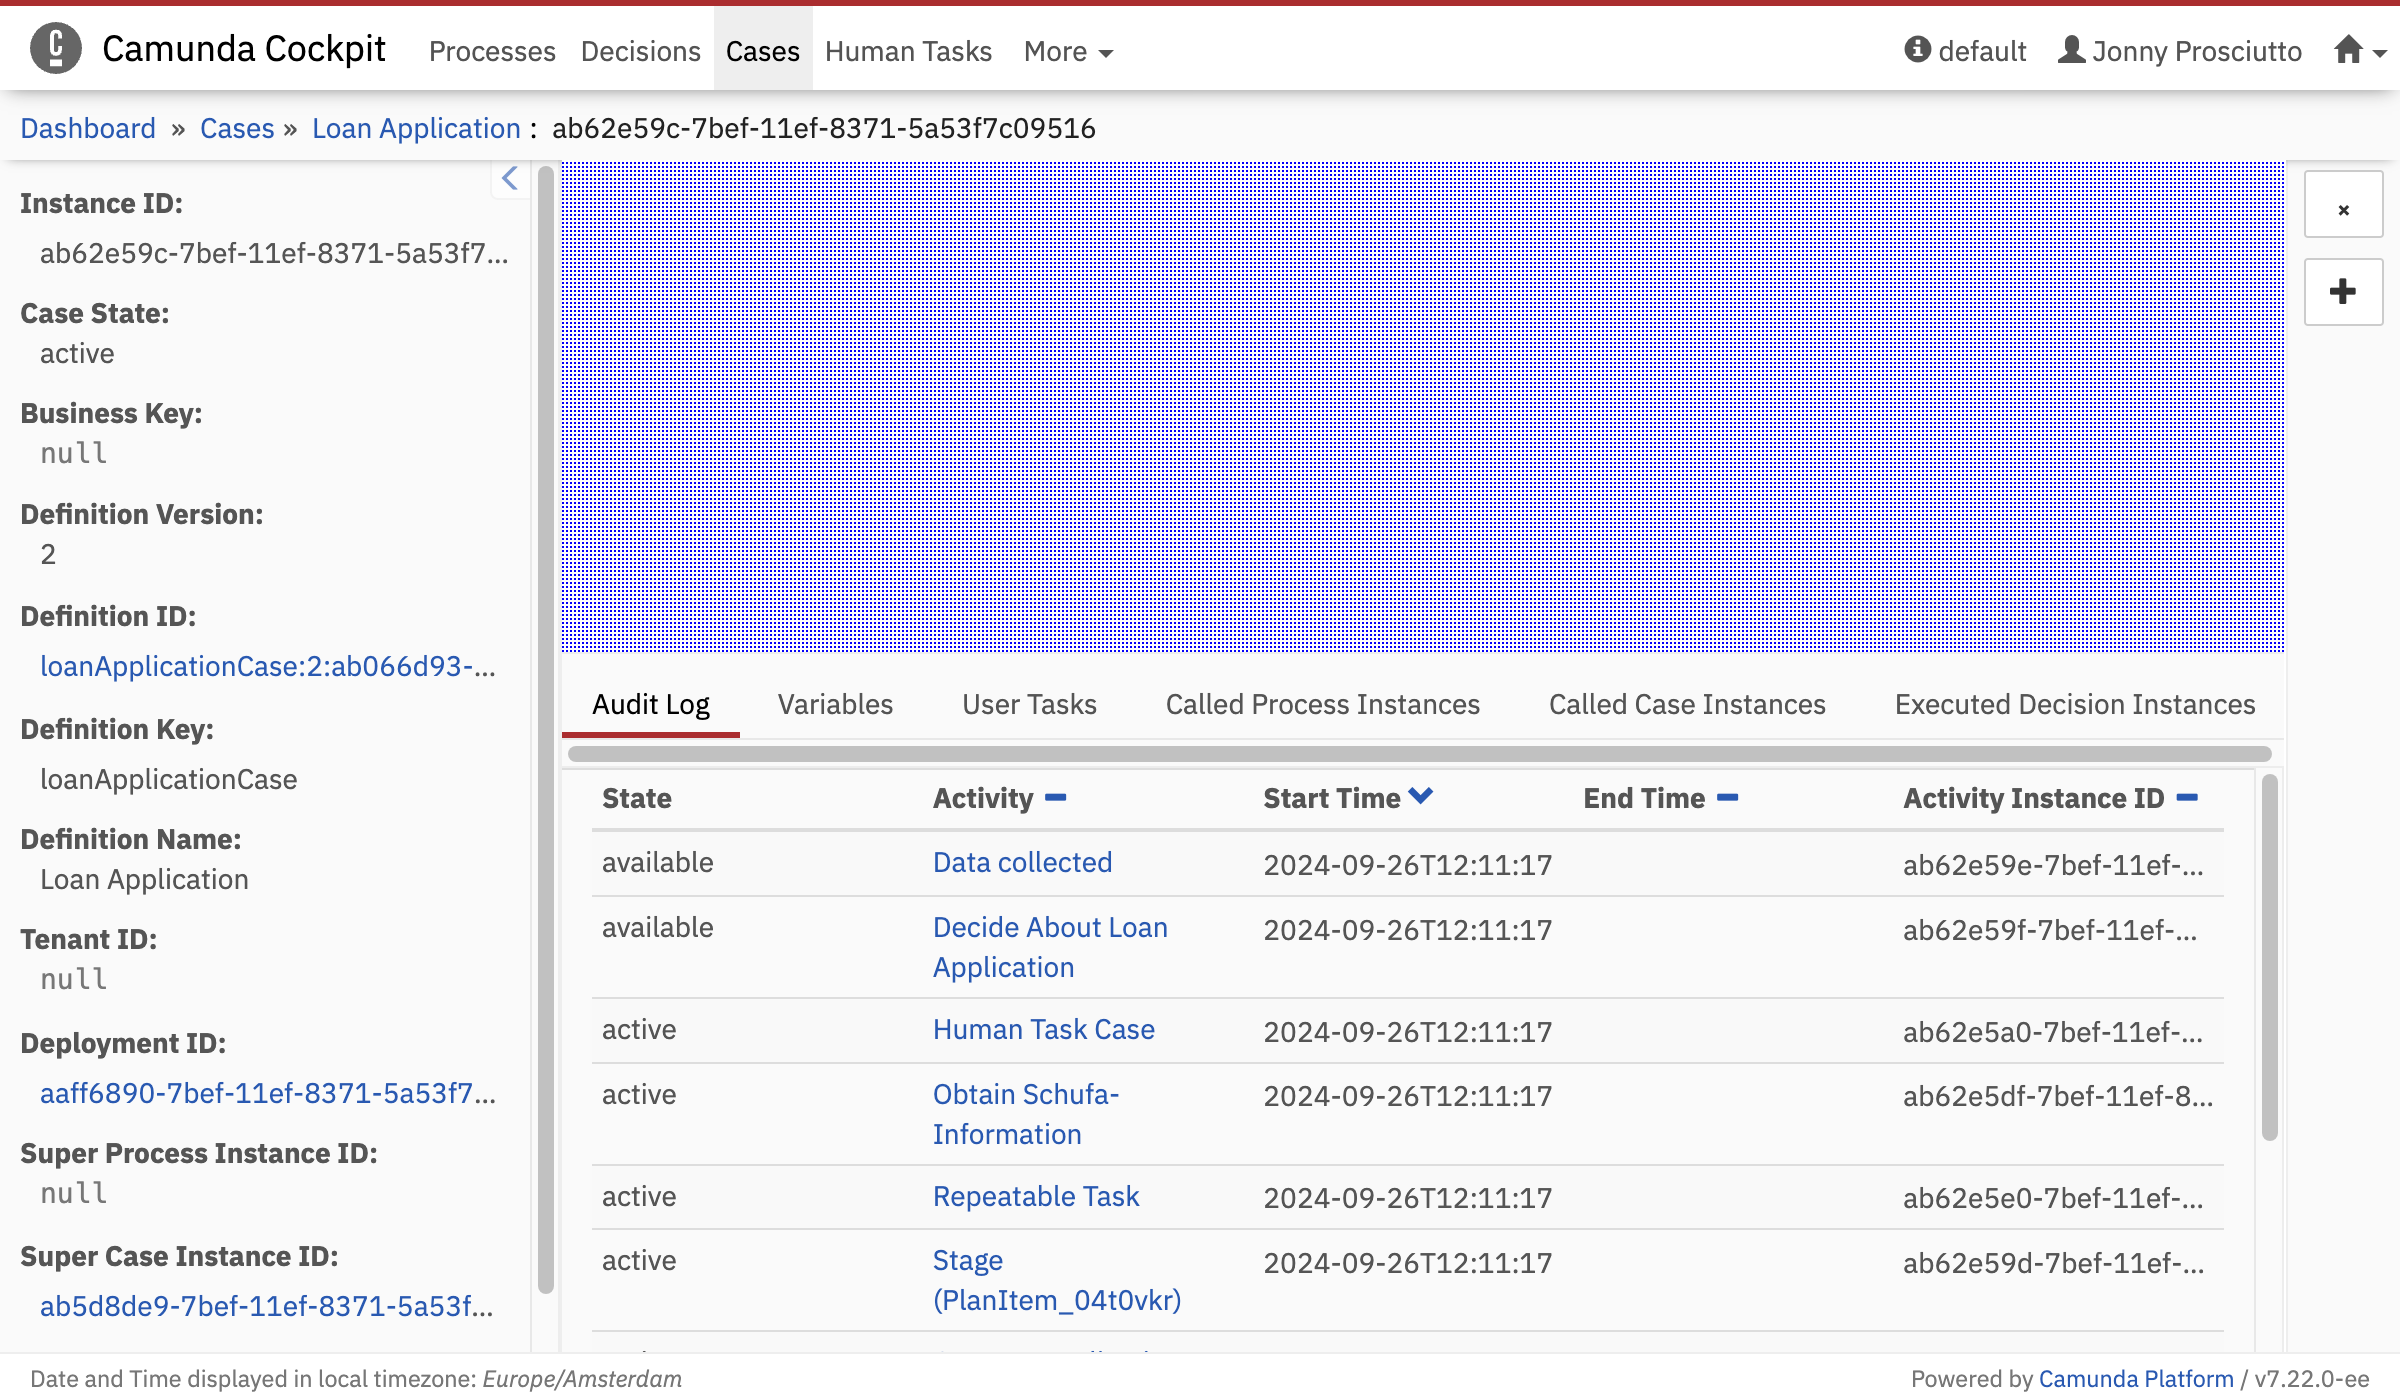 Camunda Cockpit Processes Decisions Cases Human Tasks More default Jonny Prosciutto
Dashboard » Cases » Loan Application : ab62e59c-7bef-11ef-8371-5a53f7c09516
Instance ID:
ab62e59c-7bef-11ef-8371-5a53f7...
Case State:
active
Business Key:
null
Definition Version:
2
Definition ID:
loanApplicationCase:2:ab066d93-...
Definition Key:
loanApplicationCase
Definition Name:
Loan Application
Tenant ID:
null
Deployment ID:
aaff6890-7bef-11ef-8371-5a53f7...
Super Process Instance ID:
null
Super Case Instance ID:
ab5d8de9-7bef-11ef-8371-5a53f...
Audit Log Variables User Tasks Called Process Instances Called Case Instances Executed Decision Instances
State Activity Start Time End Time Activity Instance ID
available Data collected 2024-09-26T12:11:17 ab62e59e-7bef-11ef-...
available Decide About Loan 2024-09-26T12:11:17 ab62e59f-7bef-11ef-...
Application
active Human Task Case 2024-09-26T12:11:17 ab62e5a0-7bef-11ef-...
active Obtain Schufa- 2024-09-26T12:11:17 ab62e5df-7bef-11ef-8...
Information
active Repeatable Task 2024-09-26T12:11:17 ab62e5e0-7bef-11ef-...
active Stage 2024-09-26T12:11:17 ab62e59d-7bef-11ef-...
(PlanItem_04t0vkr)
Date and Time displayed in local timezone: Europe/Amsterdam
Powered by Camunda Platform / v7.22.0-ee